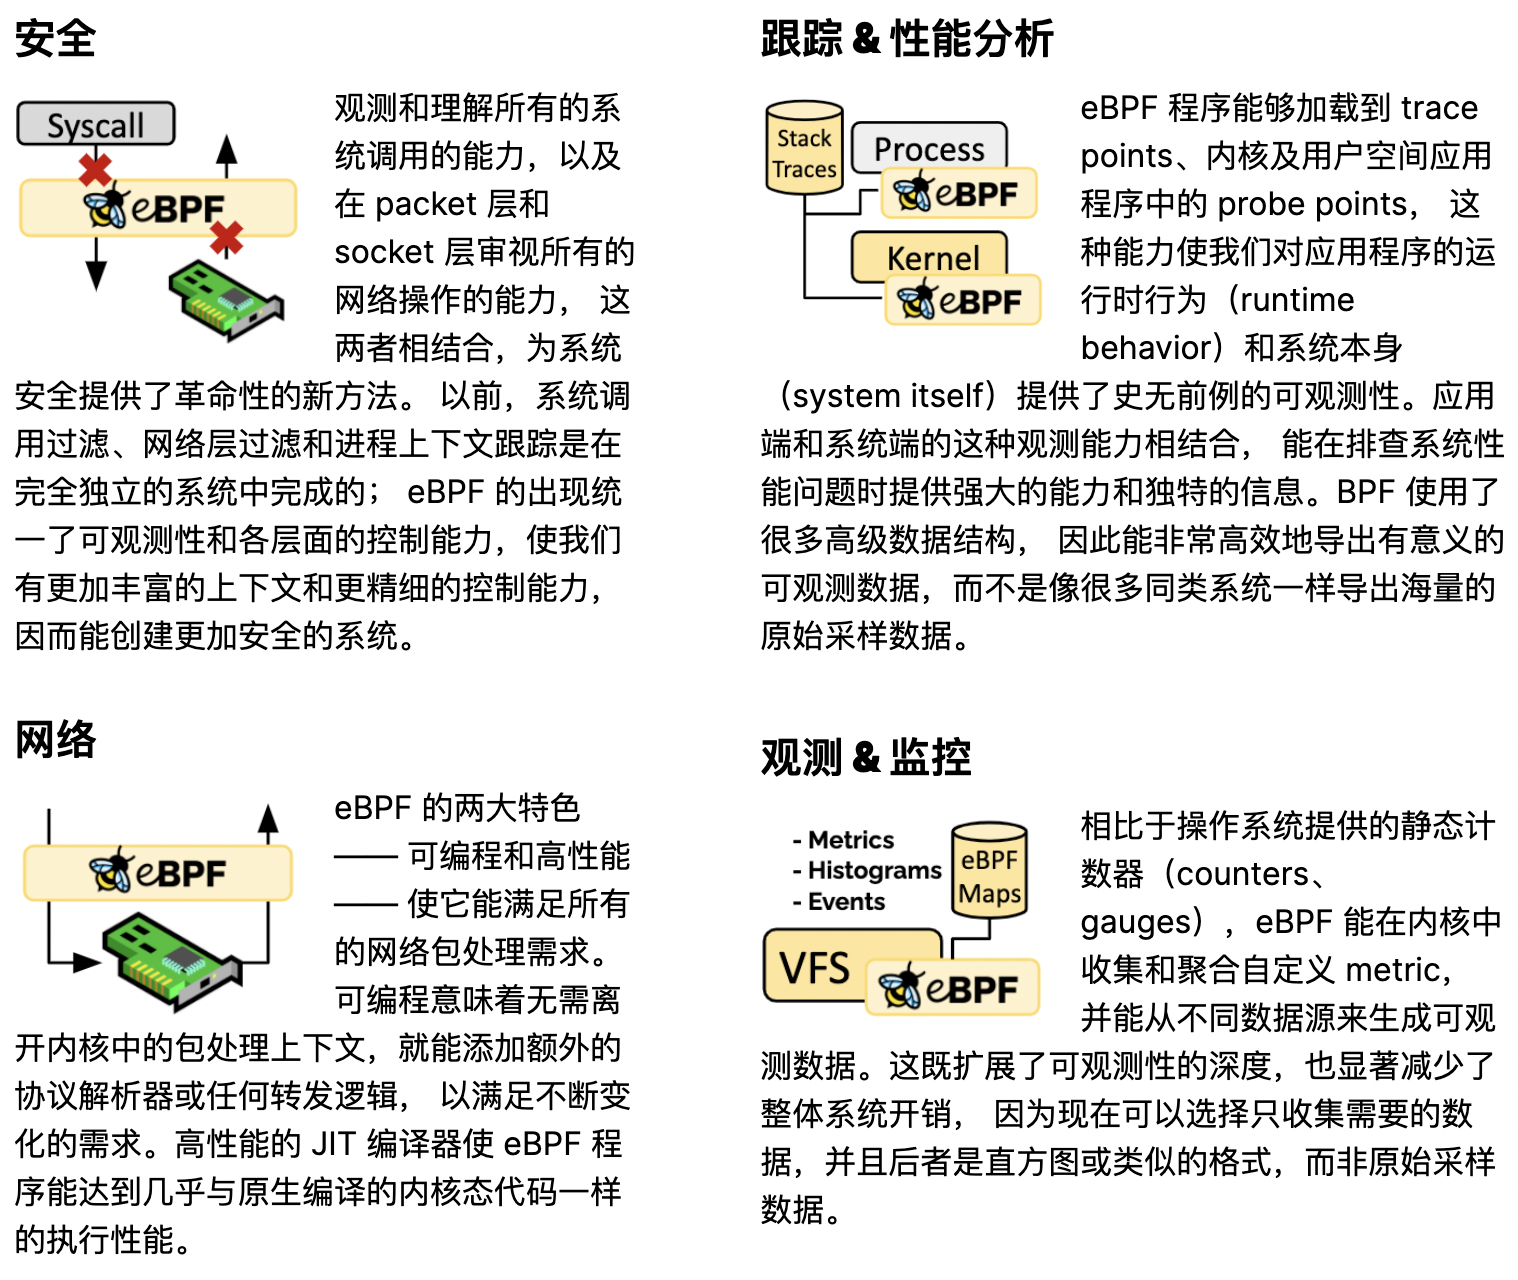 安全
Syscall
eBPF
观测和理解所有的系
统调用的能力，以及
在 packet 层和
socket 层审视所有的
网络操作的能力， 这
两者相结合，为系统
安全提供了革命性的新方法。 以前，系统调
用过滤、网络层过滤和进程上下文跟踪是在
完全独立的系统中完成的； eBPF 的出现统
一了可观测性和各层面的控制能力，使我们
有更加丰富的上下文和更精细的控制能力，
因而能创建更加安全的系统。
跟踪 & 性能分析
Stack
Traces
Process
eBPF
Kernel
eBPF
eBPF 程序能够加载到 trace
points、内核及用户空间应用
程序中的 probe points， 这
种能力使我们对应用程序的运
行时行为（runtime
behavior）和系统本身
（system itself）提供了史无前例的可观测性。应用
端和系统端的这种观测能力相结合， 能在排查系统性
能问题时提供强大的能力和独特的信息。BPF 使用了
很多高级数据结构， 因此能非常高效地导出有意义的
可观测数据，而不是像很多同类系统一样导出海量的
原始采样数据。
网络
eBPF
eBPF 的两大特色
—— 可编程和高性能
—— 使它能满足所有
的网络包处理需求。
可编程意味着无需离
开内核中的包处理上下文，就能添加额外的
协议解析器或任何转发逻辑， 以满足不断变
化的需求。高性能的 JIT 编译器使 eBPF 程
序能达到几乎与原生编译的内核态代码一样
的执行性能。
观测 & 监控
- Metrics
- Histograms
- Events
eBPF
Maps
VFS
eBPF
相比于操作系统提供的静态计
数器（counters、
gauges），eBPF 能在内核中
收集和聚合自定义 metric，
并能从不同数据源来生成可观
测数据。这既扩展了可观测性的深度，也显著减少了
整体系统开销， 因为现在可以选择只收集需要的数
据，并且后者是直方图或类似的格式，而非原始采样
数据。